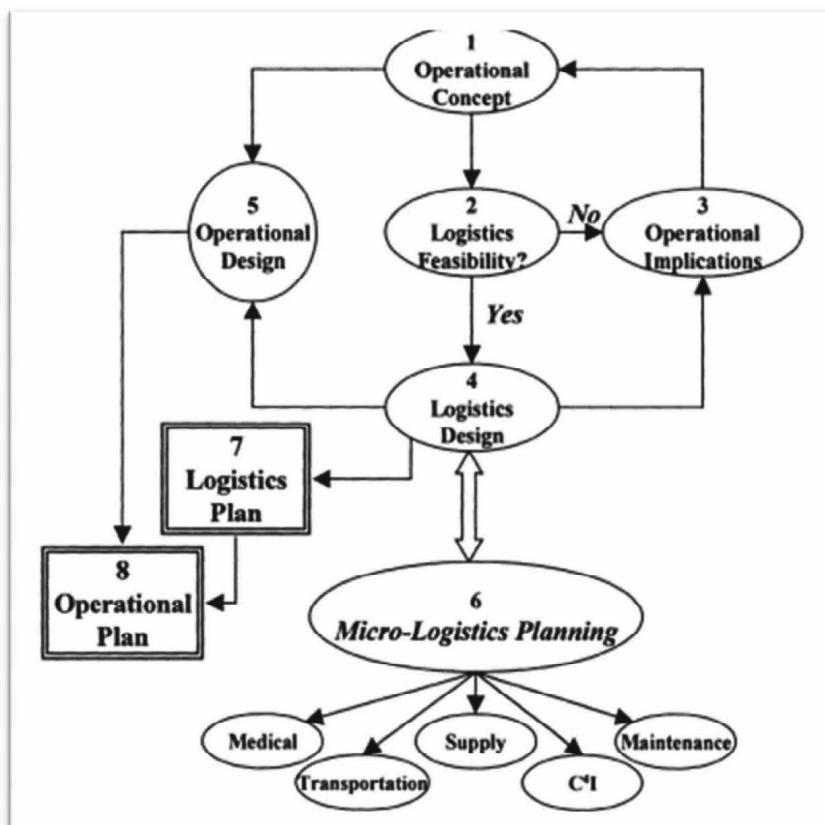 1
Operational
Concept
5
Operational
Design
2
Logistics
Feasibility?
No
3
Operational
Implications
Yes
4
Logistics
Design
7
Logistics
Plan
8
Operational
Plan
6
Micro-Logistics Planning
Medical
Supply
Maintenance
Transportation
C⁴I